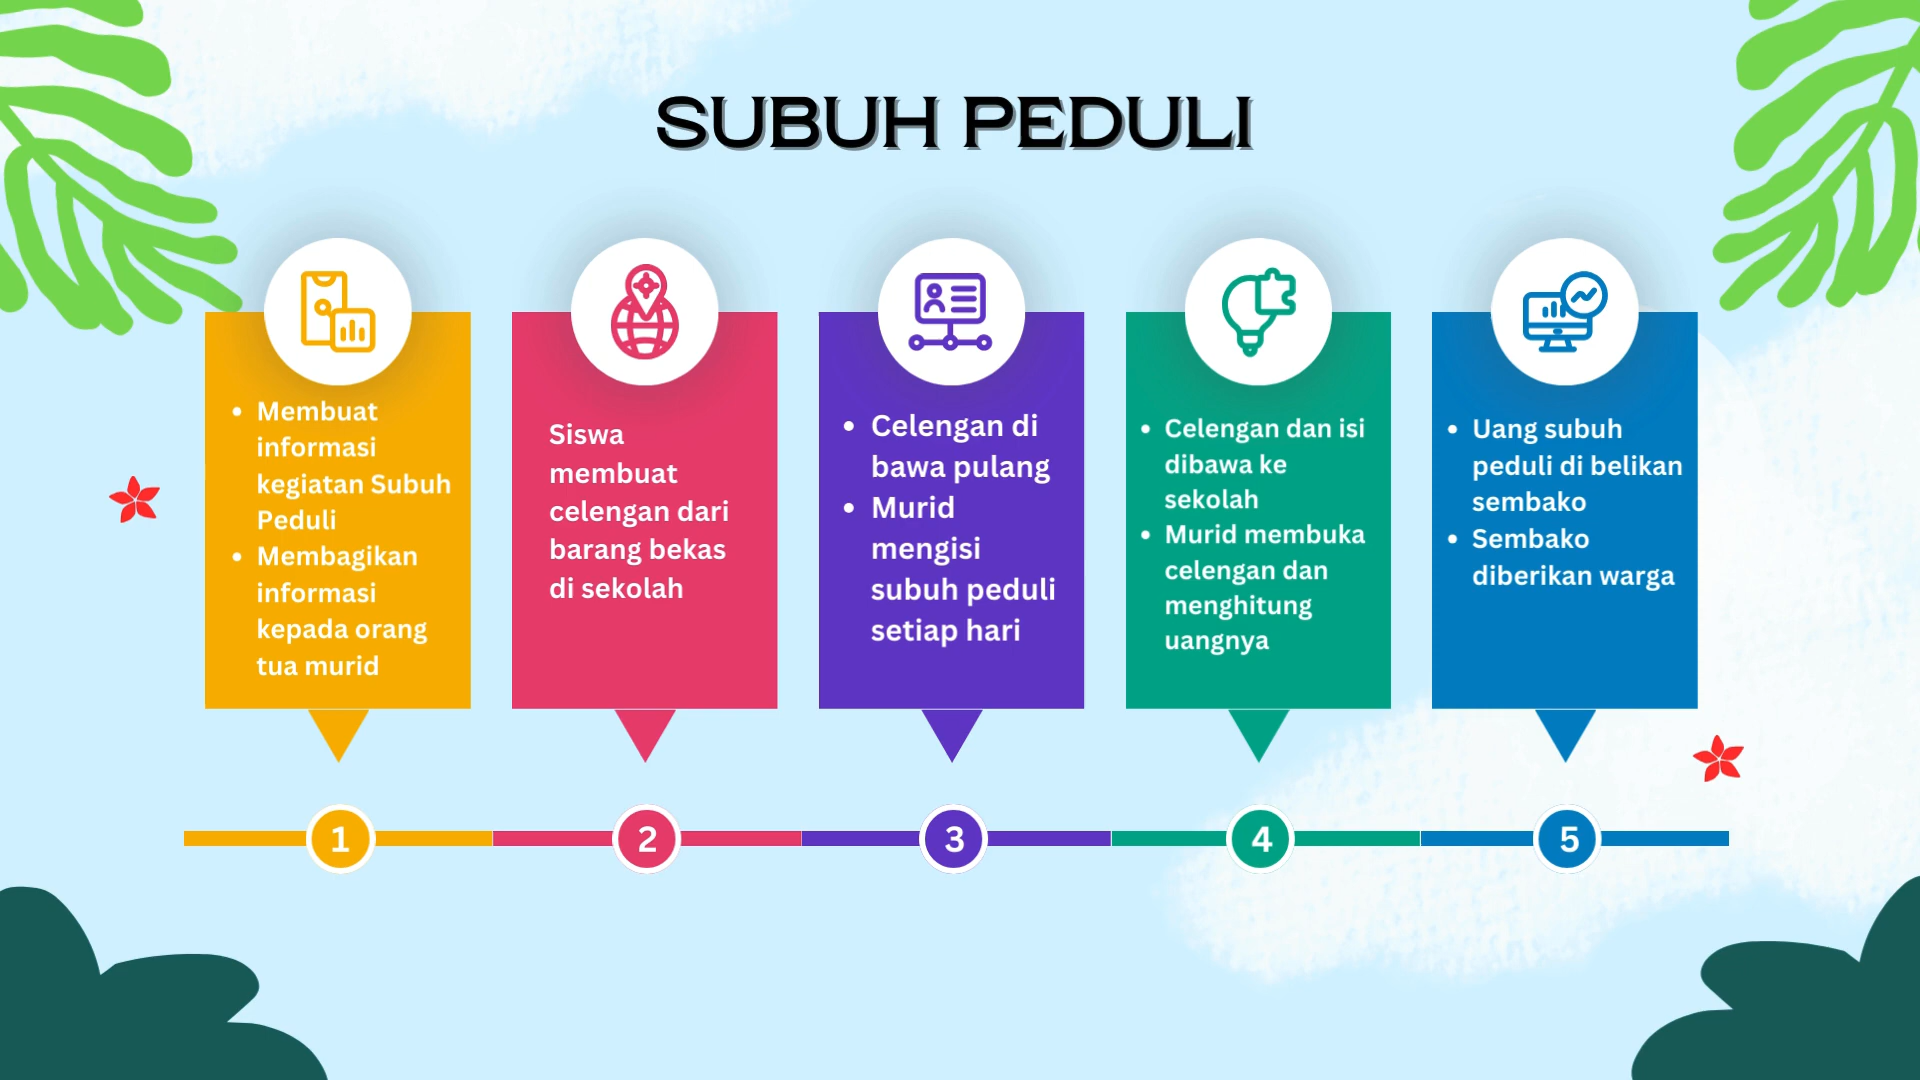 SUBUH PEDULI
• Membuat
informasi
kegiatan Subuh
Peduli
• Membagikan
informasi
kepada orang
tua murid
Siswa
membuat
celengan dari
barang bekas
di sekolah
• Celengan di
bawa pulang
• Murid
mengisi
subuh peduli
setiap hari
• Celengan dan isi
dibawa ke
sekolah
• Murid membuka
celengan dan
menghitung
uangnya
• Uang subuh
peduli di belikan
sembako
• Sembako
diberikan warga
1
2
3
4
5